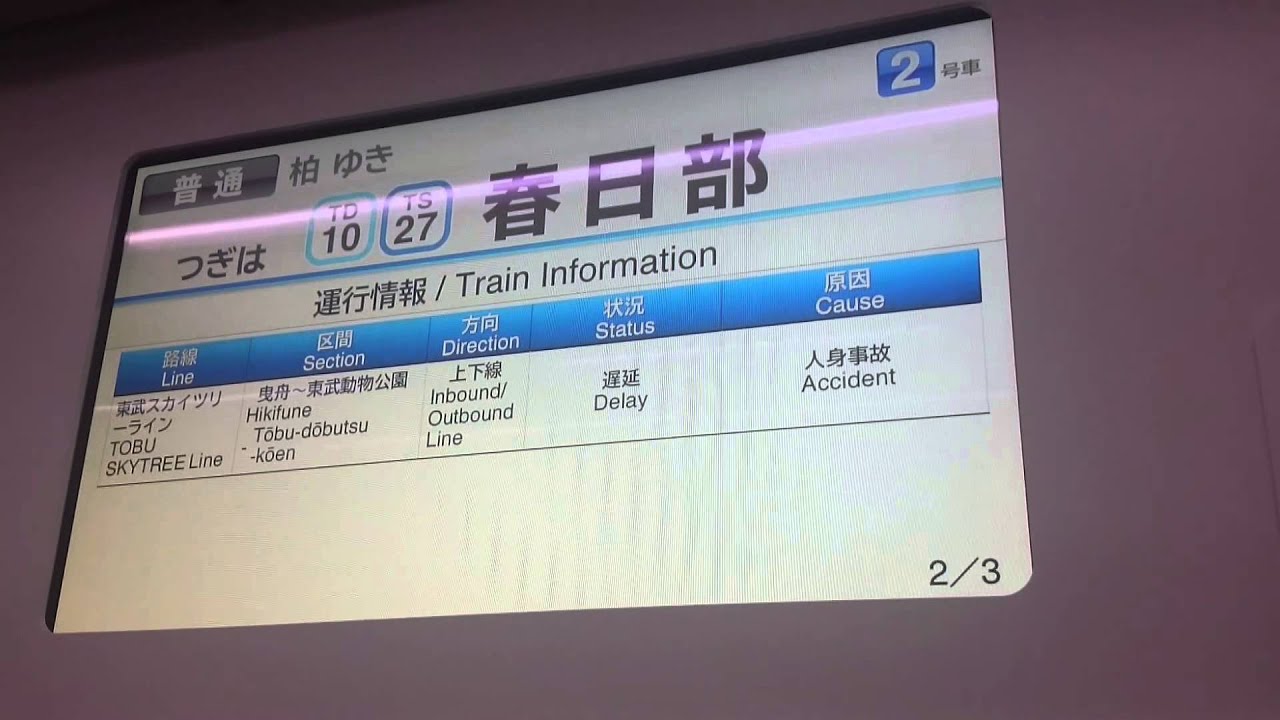 2 号車
普通 柏 ゆき
つぎは TD 10 TS 27 春日部
運行情報 / Train Information
路線 区間 方向 状況 原因
Line Section Direction Status Cause
東武スカイツリ
ーライン
TOBU
SKYTREE Line
曳舟～東武動物公園
Hikifune
Tōbu-dōbutsu
- -kōen
上下線
Inbound/
Outbound
Line
遅延
Delay
人身事故
Accident
2／3